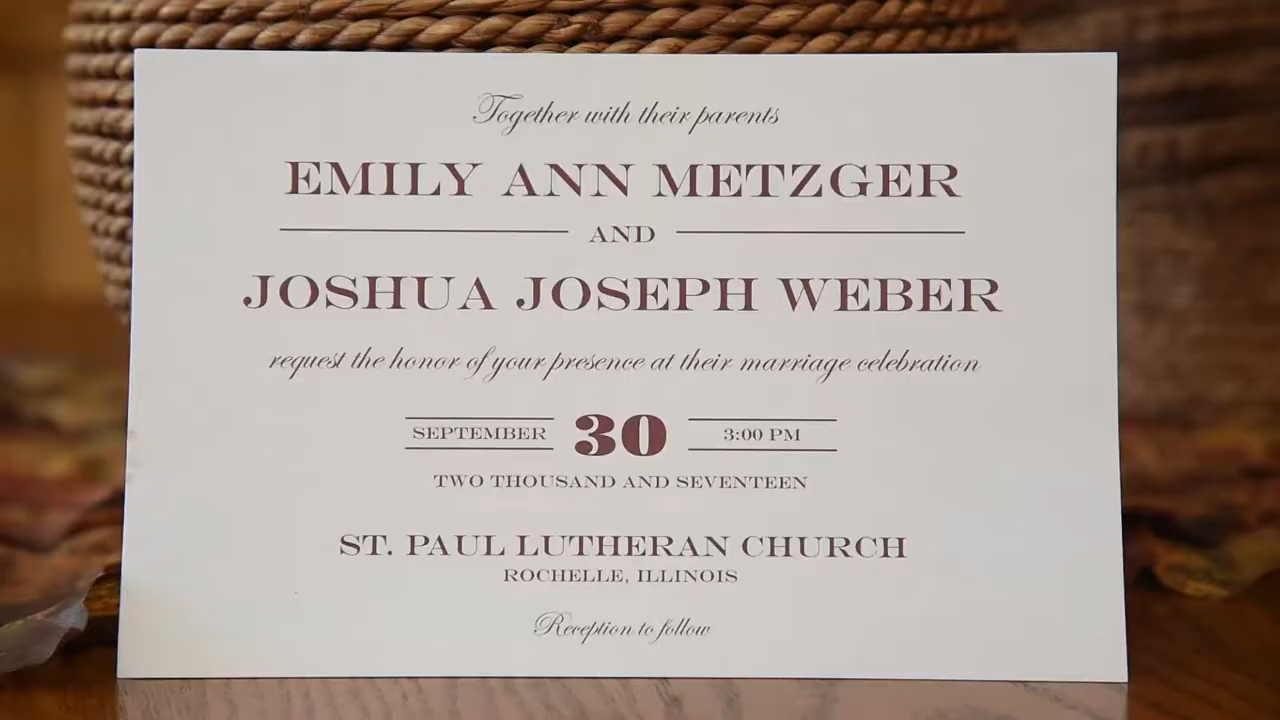 Together with their parents
EMILY ANN METZGER
AND
JOSHUA JOSEPH WEBER
request the honor of your presence at their marriage celebration
SEPTEMBER 30 3:00 PM
TWO THOUSAND AND SEVENTEEN
ST. PAUL LUTHERAN CHURCH
ROCHELLE, ILLINOIS
Reception to follow